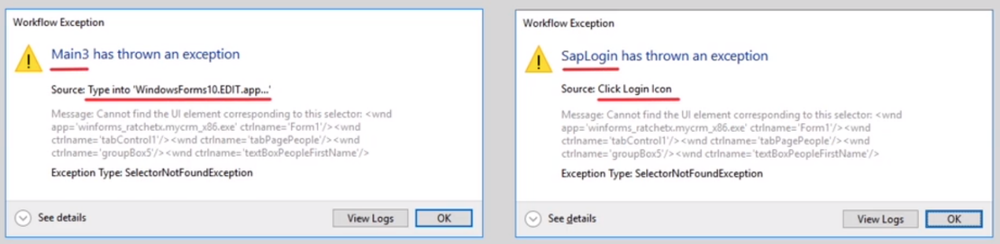 Workflow Exception
Main3 has thrown an exception
Source: Type into 'WindowsForms10.EDIT.app...'
Message: Cannot find the UI element corresponding to this selector: <wnd
app='winforms_ratchetx.mycrm_x86.exe' ctrlname='Form1'/><wnd
ctrlname='tabControl1'/><wnd ctrlname='tabPagePeople'/><wnd
ctrlname='groupBox5'/><wnd ctrlname='textBoxPeopleFirstName'/>
Exception Type: SelectorNotFoundException
See details
View Logs
OK
Workflow Exception
SapLogin has thrown an exception
Source: Click Login Icon
Message: Cannot find the UI element corresponding to this selector: <wnd
app='winforms_ratchetx.mycrm_x86.exe' ctrlname='Form1'/><wnd
ctrlname='tabControl1'/><wnd ctrlname='tabPagePeople'/><wnd
ctrlname='groupBox5'/><wnd ctrlname='textBoxPeopleFirstName'/>
Exception Type: SelectorNotFoundException
See details
View Logs
OK